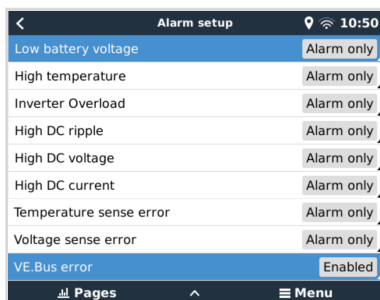 Alarm setup 10:50
Low battery voltage Alarm only
High temperature Alarm only
Inverter Overload Alarm only
High DC ripple Alarm only
High DC voltage Alarm only
High DC current Alarm only
Temperature sense error Alarm only
Voltage sense error Alarm only
VE.Bus error Enabled
Pages Menu